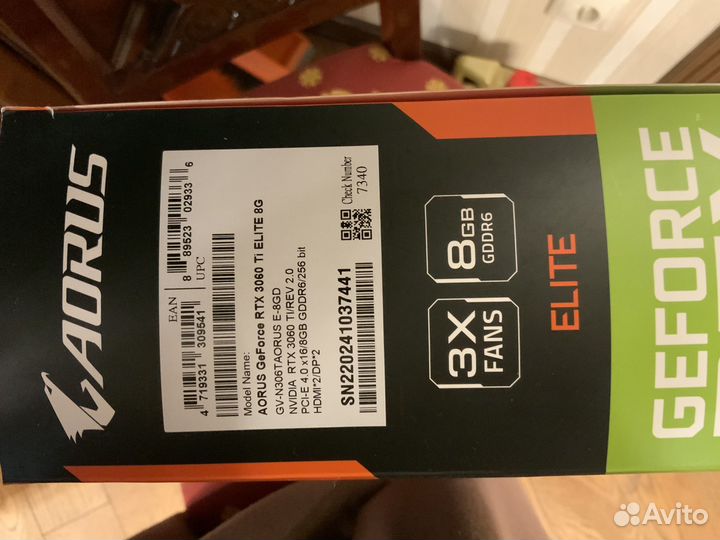 AORUS
EAN
4 719331 309541
UPC
8 89523 02933 6
Model Name:
AORUS GeForce RTX 3060 Ti ELITE 8G
GV-N306TAORUS E-8GD
NVIDIA RTX 3060 TI/REV 2.0
PCI-E 4.0 x16/8GB GDDR6/256 bit
HDMI*2/DP*2
SN220241037441
Check Number
7340
3X
FANS
8GB
GDDR6
ELITE
GEFORCE
Avito